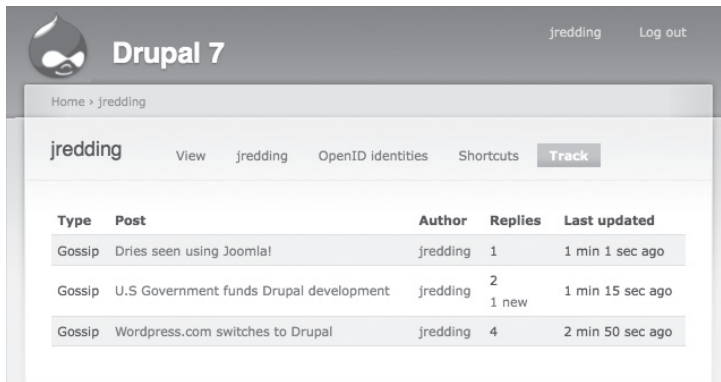 jredding Log out
Drupal 7
Home › jredding
jredding View jredding OpenID identities Shortcuts Track
Type Post Author Replies Last updated
Gossip Dries seen using Joomla! jredding 1 1 min 1 sec ago
Gossip U.S Government funds Drupal development jredding 2 1 min 15 sec ago
1 new
Gossip Wordpress.com switches to Drupal jredding 4 2 min 50 sec ago